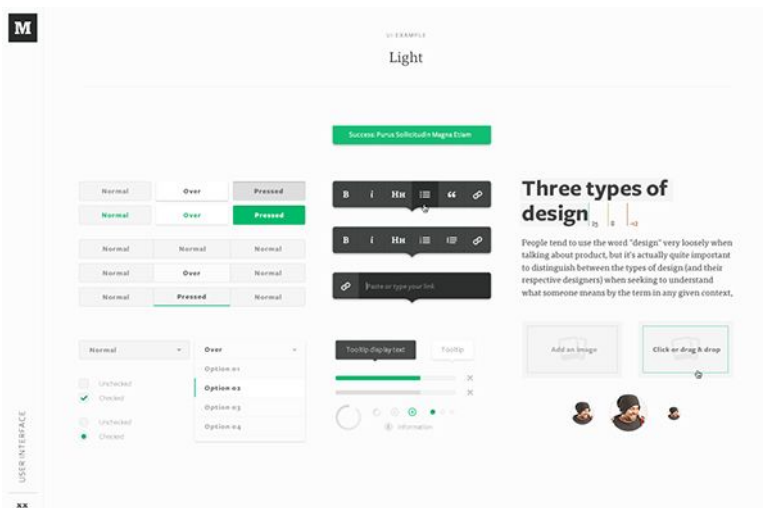 M
UI EXAMPLE
Light
Success: Purus Sollicitudin Magna Etiam
Normal Over Pressed
Normal Over Pressed
Normal Normal Normal
Normal Over Normal
Normal Pressed Normal
B i HH “
B i HH
Paste or type your link
Three types of
design 25 0 -12
People tend to use the word "design" very loosely when
talking about product, but it's actually quite important
to distinguish between the types of design (and their
respective designers) when seeking to understand
what someone means by the term in any given context,
Normal
Over
Option 01
Option 02
Option 03
Option 04
Unchecked
Checked
Unchecked
Checked
Tooltip display text Tooltip
Information
Add an image
Click or drag & drop
USER INTERFACE
xx